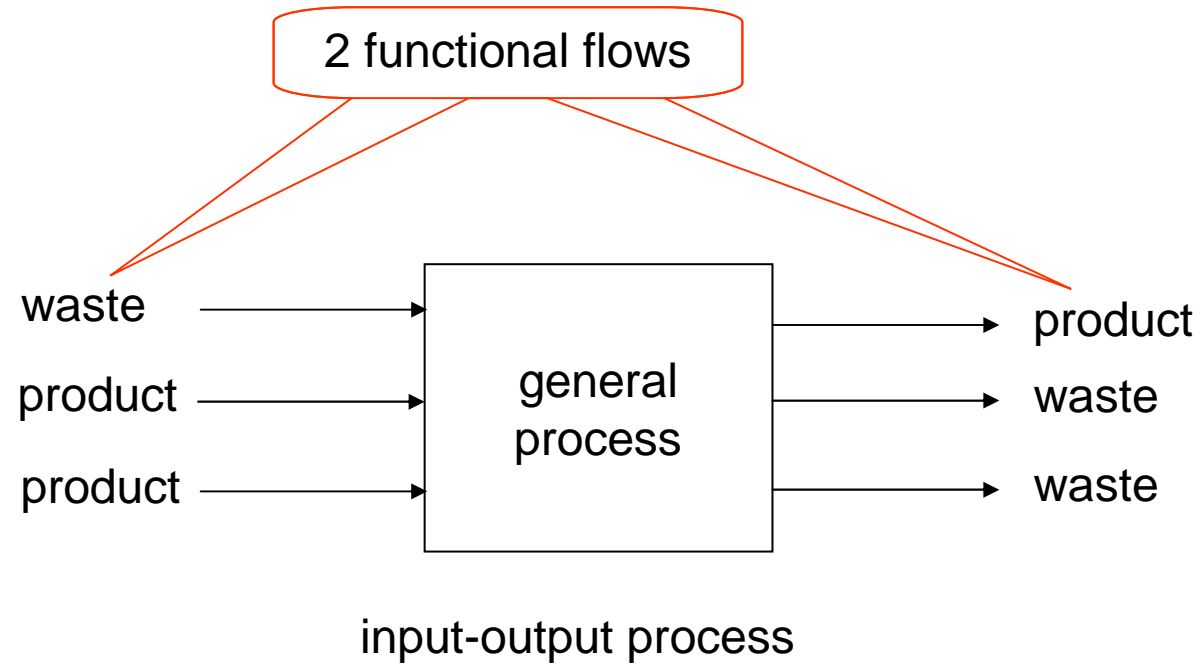 2 functional flows
waste
product
product
general
process
product
waste
waste
input-output process